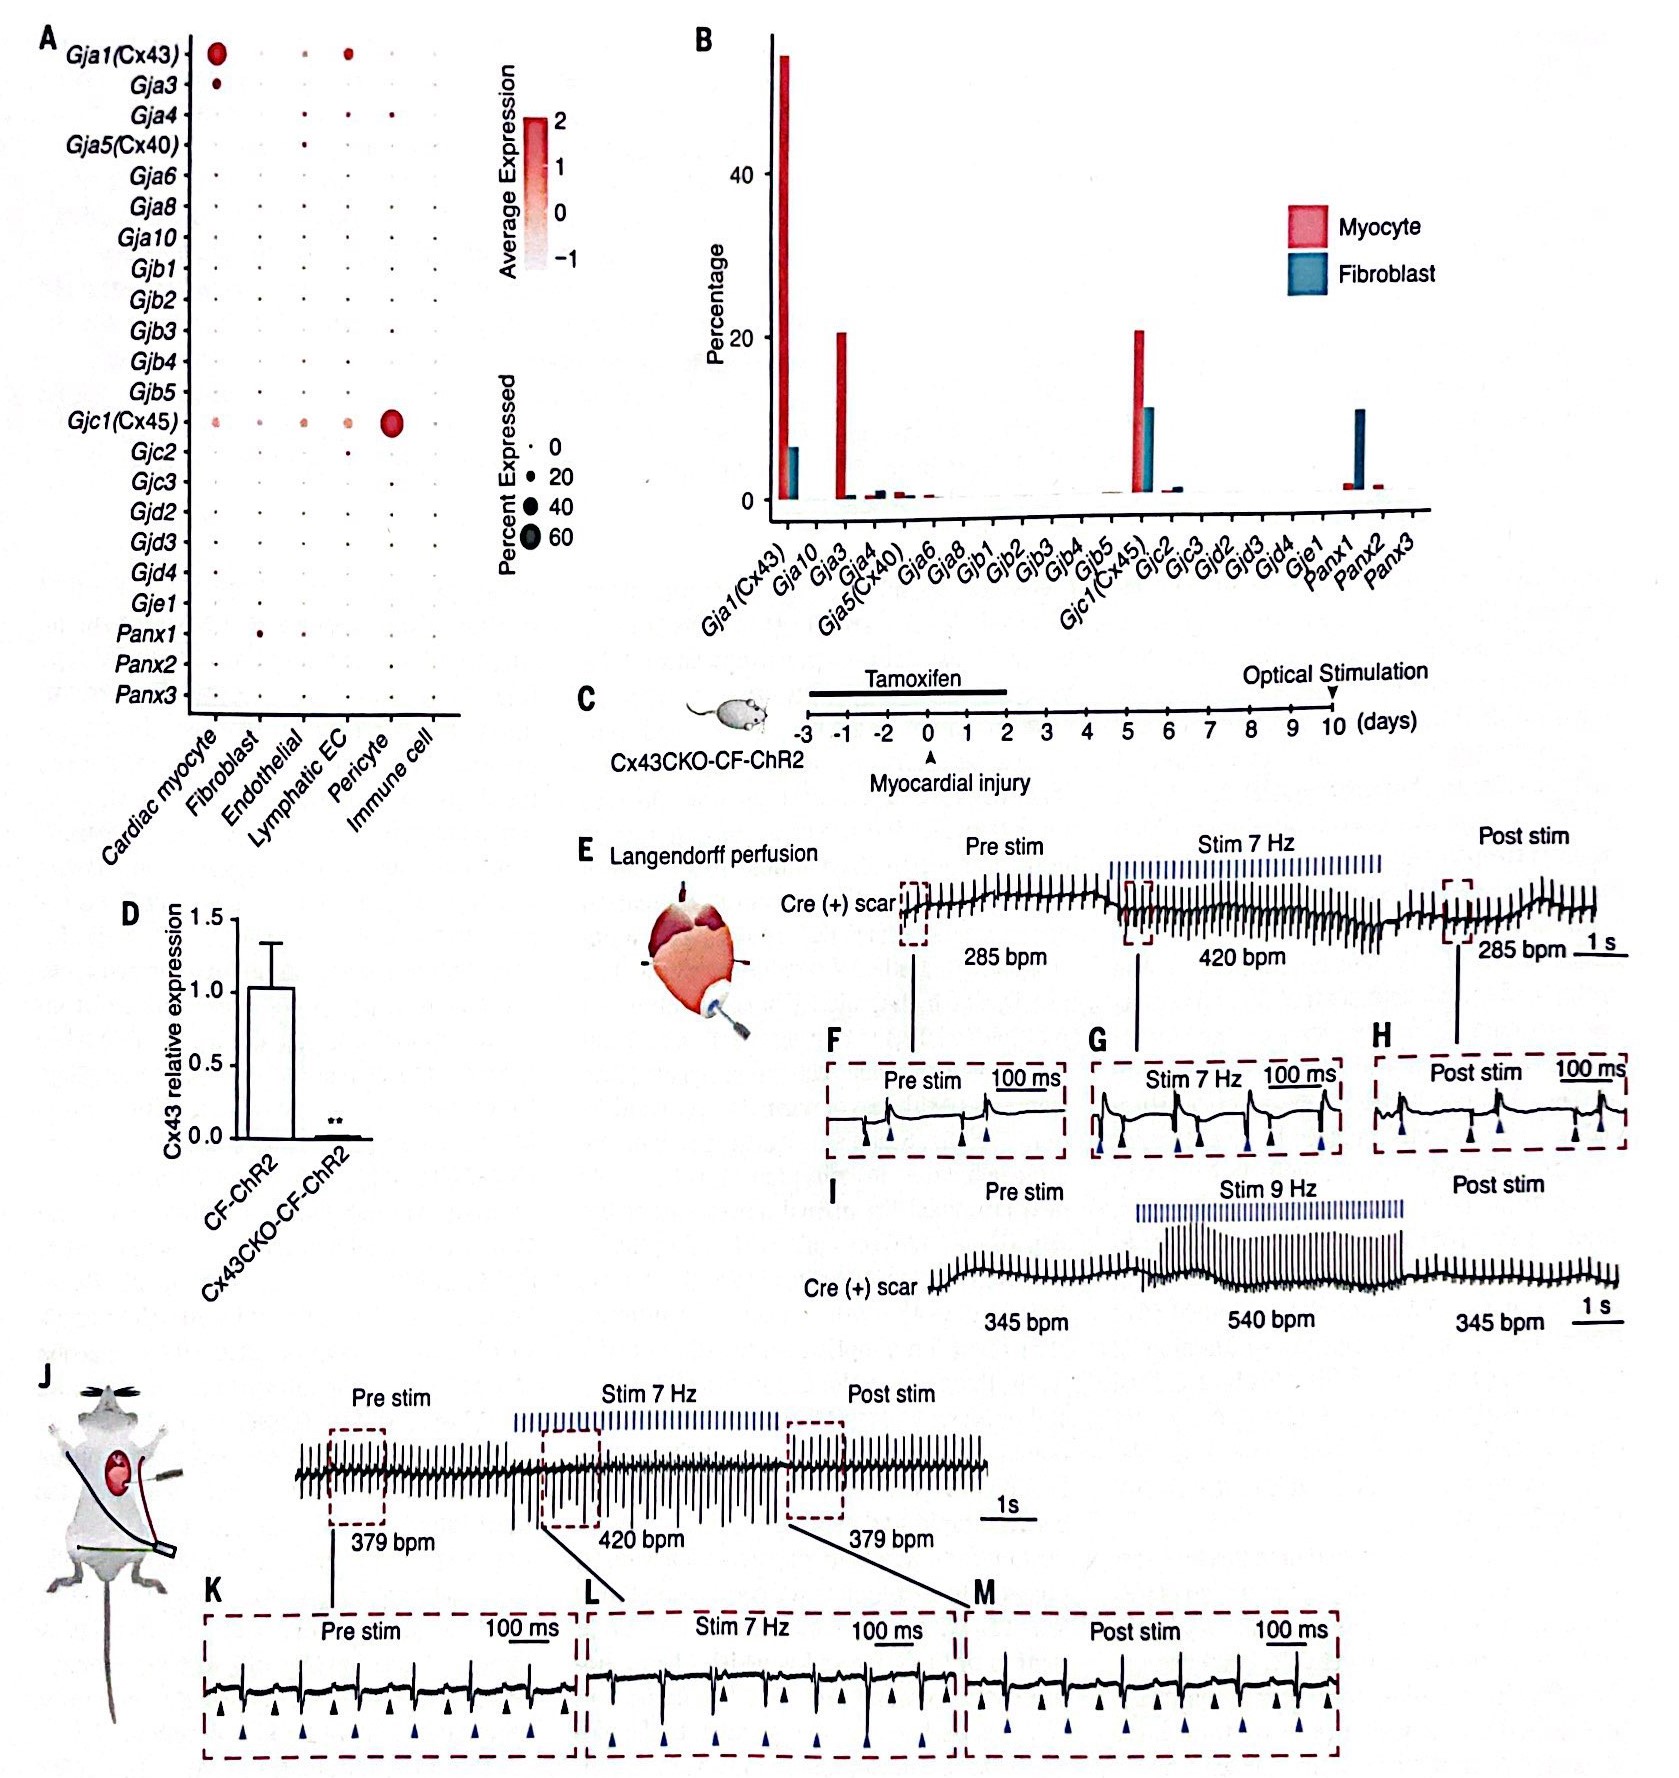 A
Gja1(Cx43)
Gja3
Gja4
Gja5(Cx40)
Gja6
Gja8
Gja10
Gjb1
Gjb2
Gjb3
Gjb4
Gjb5
Gjc1(Cx45)
Gjc2
Gjc3
Gjd2
Gjd3
Gjd4
Gje1
Panx1
Panx2
Panx3
Cardiac myocyte
Fibroblast
Endothelial
Lymphatic EC
Pericyte
Immune cell
Average Expression
2
1
0
−1
Percent Expressed
0
20
40
60
B
Percentage
40
20
0
Myocyte
Fibroblast
Gja1(Cx43)
Gja10
Gja3
Gja4
Gja5(Cx40)
Gja6
Gja8
Gjb1
Gjb2
Gjb3
Gjb4
Gjb5
Gjc1(Cx45)
Gjc2
Gjc3
Gjd2
Gjd3
Gjd4
Gje1
Panx1
Panx2
Panx3
C
Tamoxifen
Optical Stimulation
-3 -1 -2 0 1 2 3 4 5 6 7 8 9 10 (days)
Cx43CKO-CF-ChR2
Myocardial injury
D
Cx43 relative expression
1.5
1.0
0.5
0.0
**
CF-ChR2
Cx43CKO-CF-ChR2
E
Langendorff perfusion
Pre stim
Stim 7 Hz
Post stim
Cre (+) scar
285 bpm
420 bpm
285 bpm
1 s
F
Pre stim
100 ms
G
Stim 7 Hz
100 ms
H
Post stim
100 ms
I
Pre stim
Stim 9 Hz
Post stim
Cre (+) scar
345 bpm
540 bpm
345 bpm
1 s
J
Pre stim
Stim 7 Hz
Post stim
379 bpm
420 bpm
379 bpm
1s
K
Pre stim
100 ms
L
Stim 7 Hz
100 ms
M
Post stim
100 ms